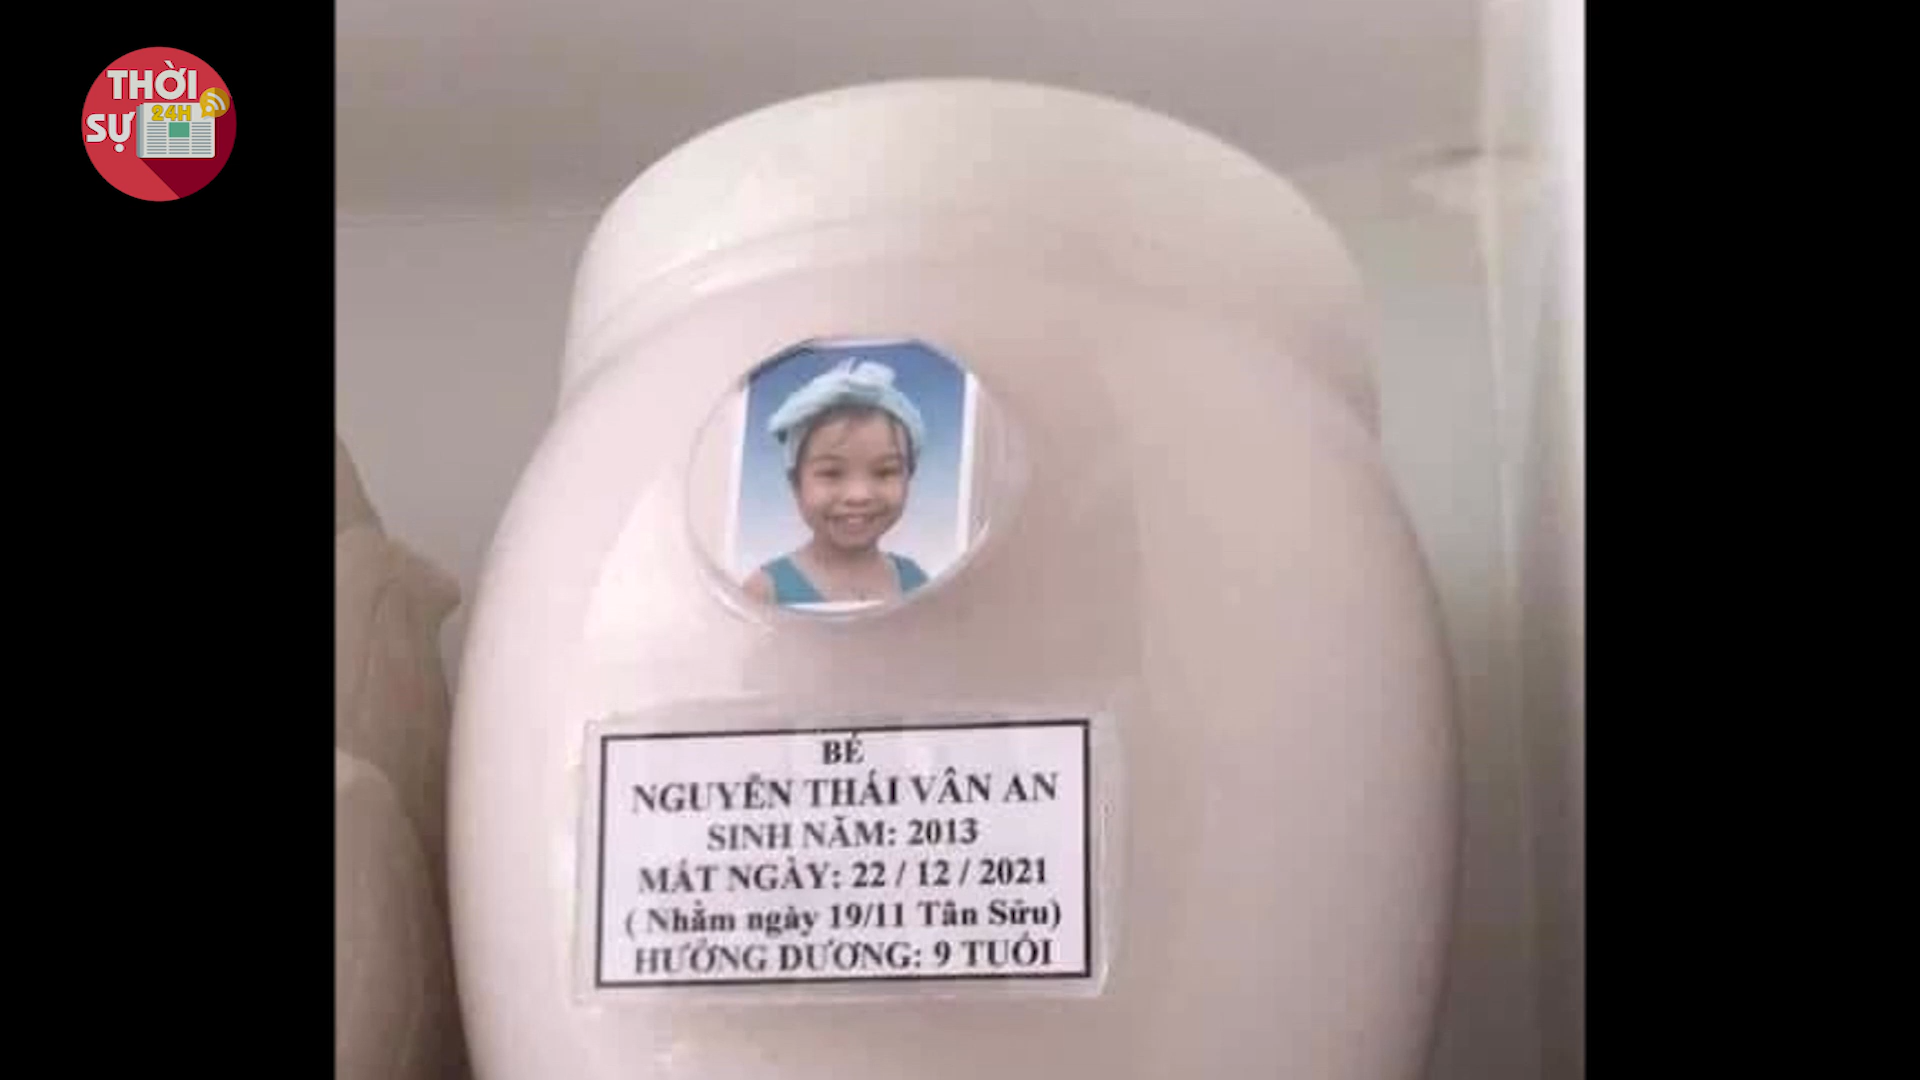 THỜI
SỰ 24H
BÉ
NGUYỄN THÁI VÂN AN
SINH NĂM: 2013
MẤT NGÀY: 22 / 12 / 2021
( Nhằm ngày 19/11 Tân Sửu)
HƯỞNG DƯƠNG: 9 TUỔI